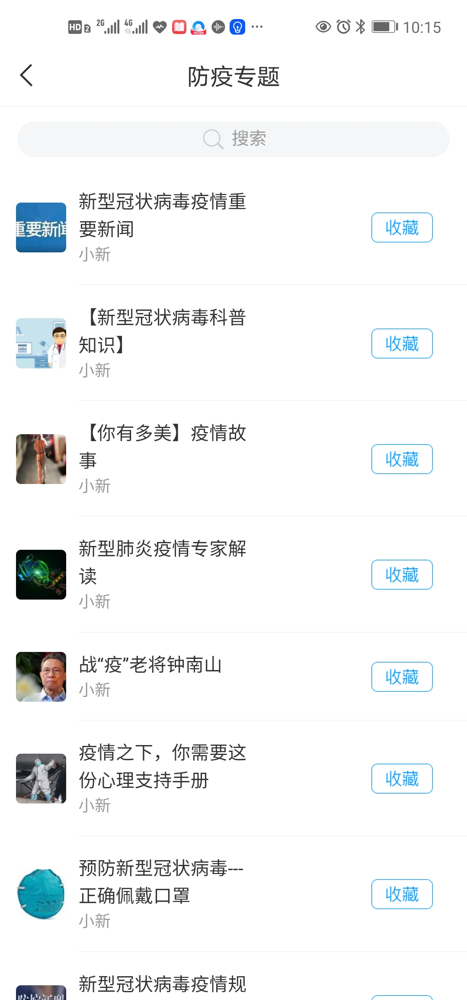 HD 2 2G 4G 10:15
防疫专题
搜索
重要新闻
新型冠状病毒疫情重
要新闻
小新
收藏
【新型冠状病毒科普
知识】
小新
收藏
【你有多美】疫情故
事
小新
收藏
新型肺炎疫情专家解
读
小新
收藏
战“疫”老将钟南山
小新
收藏
疫情之下，你需要这
份心理支持手册
小新
收藏
预防新型冠状病毒---
正确佩戴口罩
小新
收藏
新型冠状病毒疫情规